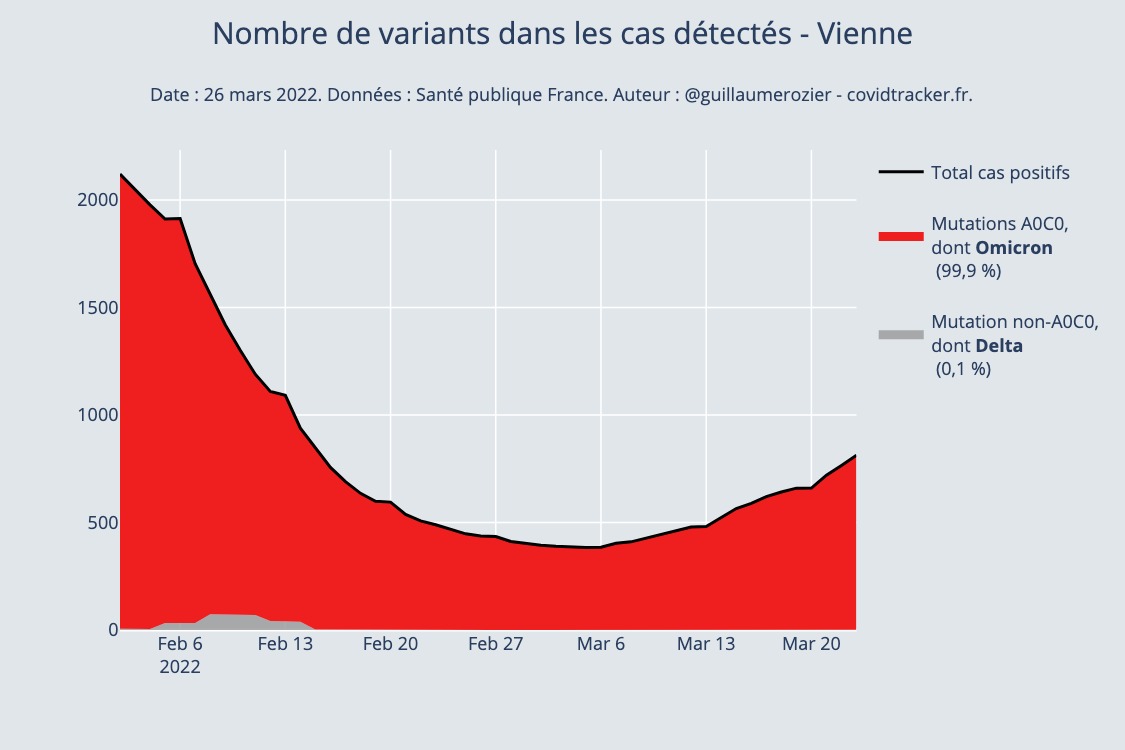 Nombre de variants dans les cas détectés - Vienne
Date : 26 mars 2022. Données : Santé publique France. Auteur : @guillaumerozier - covidtracker.fr.
Total cas positifs
Mutations A0C0,
dont Omicron
(99,9 %)
Mutation non-A0C0,
dont Delta
(0,1 %)
2000
1500
1000
500
0
Feb 6 Feb 13 Feb 20 Feb 27 Mar 6 Mar 13 Mar 20
2022